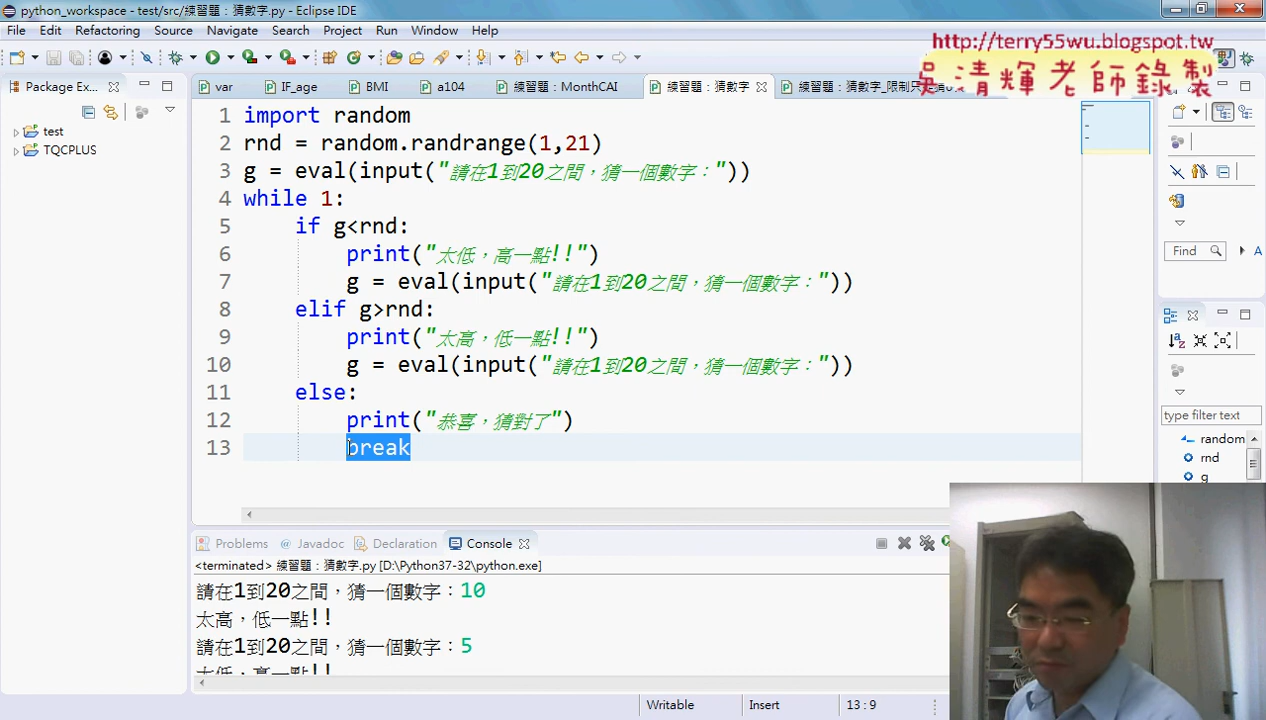 python_workspace - test/src/練習題：猜數字.py - Eclipse IDE
File Edit Refactoring Source Navigate Search Project Run Window Help
http://terry55wu.blogspot.tw
吳清輝老師錄製
Package Ex...
var IF_age BMI a104 練習題：MonthCAI 練習題：猜數字
test
TQCPLUS
1 import random
2 rnd = random.randrange(1,21)
3 g = eval(input("請在1到20之間，猜一個數字："))
4 while 1:
5 if g<rnd:
6 print("太低，高一點!!")
7 g = eval(input("請在1到20之間，猜一個數字："))
8 elif g>rnd:
9 print("太高，低一點!!")
10 g = eval(input("請在1到20之間，猜一個數字："))
11 else:
12 print("恭喜，猜對了")
13 break
Find A
type filter text
random
rnd
g
Problems Javadoc Declaration Console
<terminated> 練習題：猜數字.py [D:\Python37-32\python.exe]
請在1到20之間，猜一個數字：10
太高，低一點!!
請在1到20之間，猜一個數字：5
太低，高一點!!
Writable Insert 13 : 9